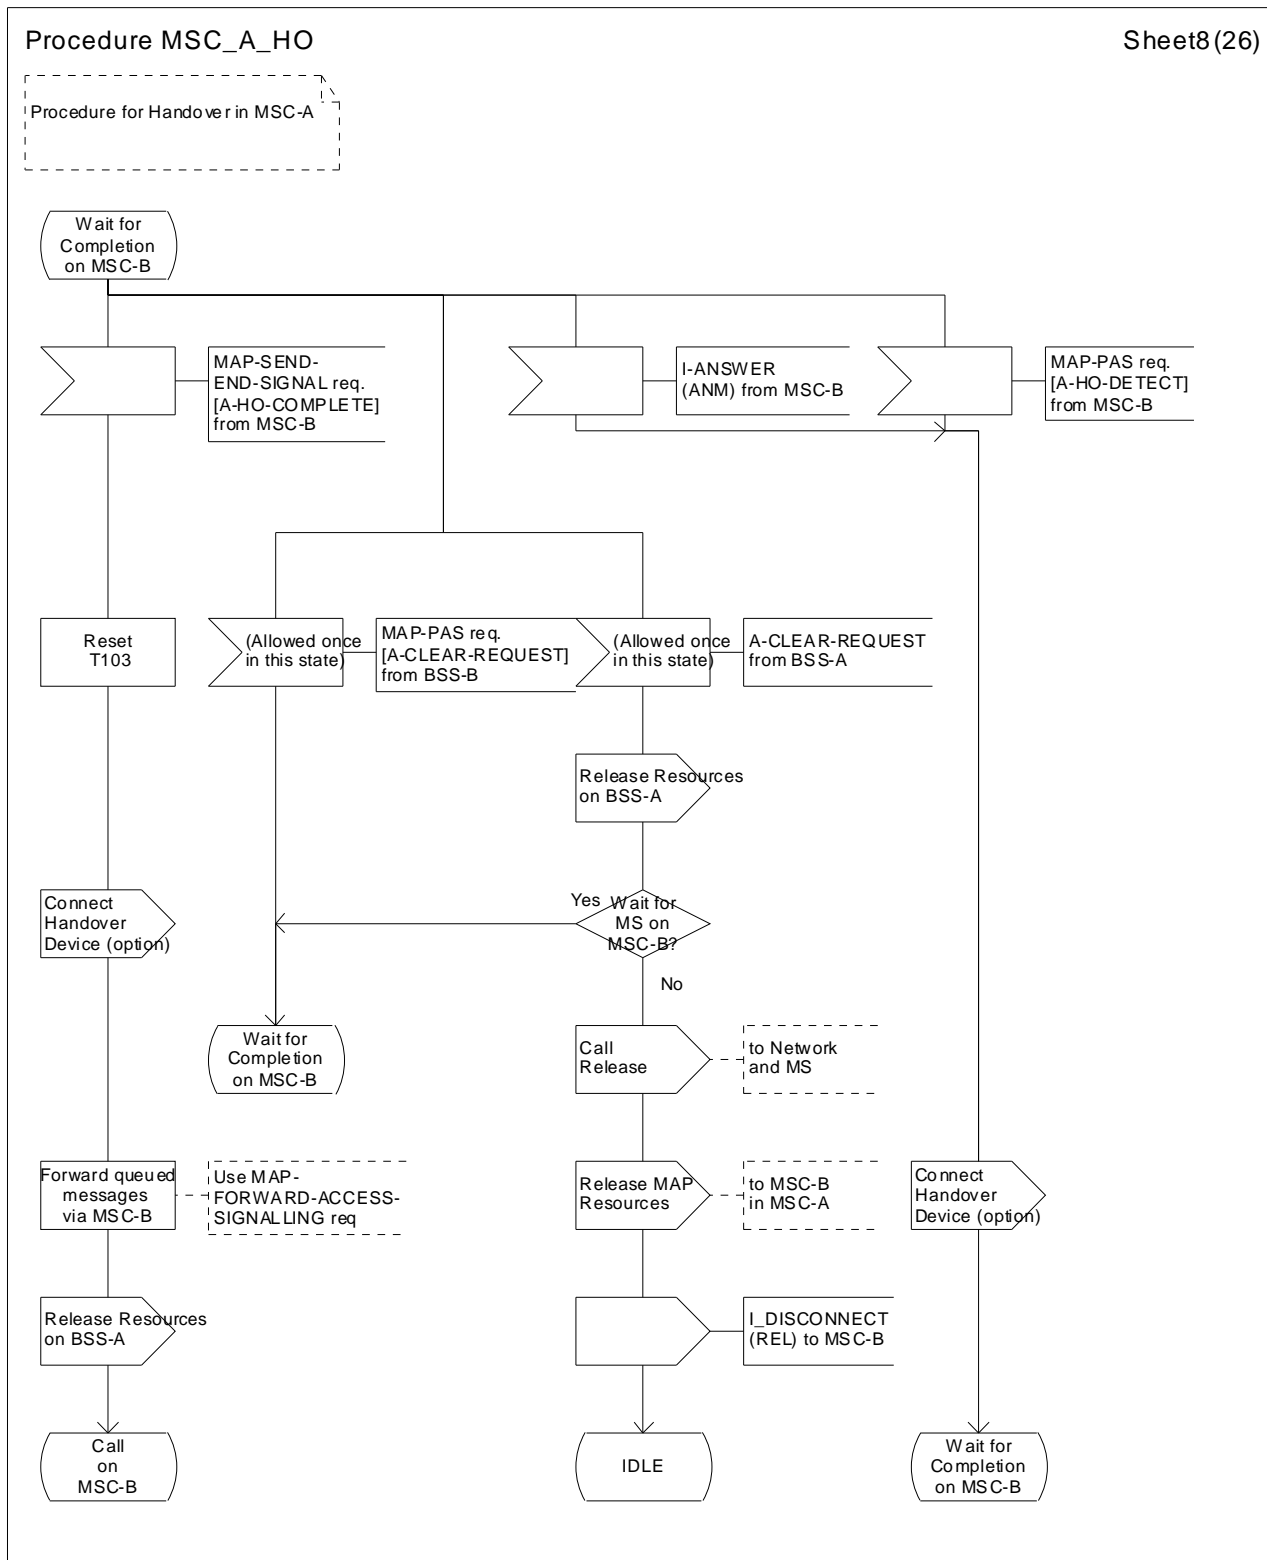 Procedure MSC_A_HO
Sheet8(26)
Procedure for Handover in MSC-A
Wait for
Completion
on MSC-B
MAP-SEND-
END-SIGNAL req.
[A-HO-COMPLETE]
from MSC-B
I-ANSWER
(ANM) from MSC-B
MAP-PAS req.
[A-HO-DETECT]
from MSC-B
Reset
T103
(Allowed once
in this state)
MAP-PAS req.
[A-CLEAR-REQUEST]
from BSS-B
(Allowed once
in this state)
A-CLEAR-REQUEST
from BSS-A
Release Resources
on BSS-A
Connect
Handover
Device (option)
Yes
Wait for
MS on
MSC-B?
No
Wait for
Completion
on MSC-B
Call
Release
to Network
and MS
Forward queued
messages
via MSC-B
Use MAP-
FORWARD-ACCESS-
SIGNALLING req
Release MAP
Resources
to MSC-B
in MSC-A
Connect
Handover
Device (option)
Release Resources
on BSS-A
I_DISCONNECT
(REL) to MSC-B
Call
on
MSC-B
IDLE
Wait for
Completion
on MSC-B